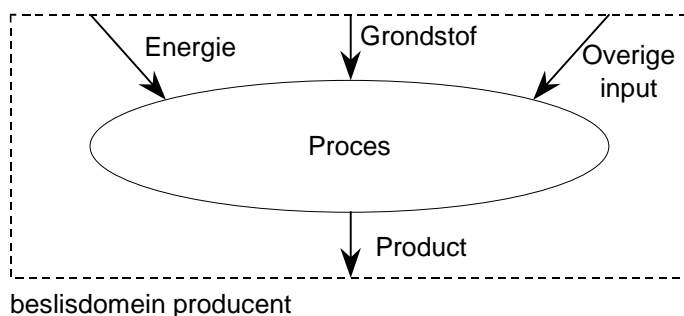 Energie
Grondstof
Overige
input
Proces
Product
beslisdomein producent